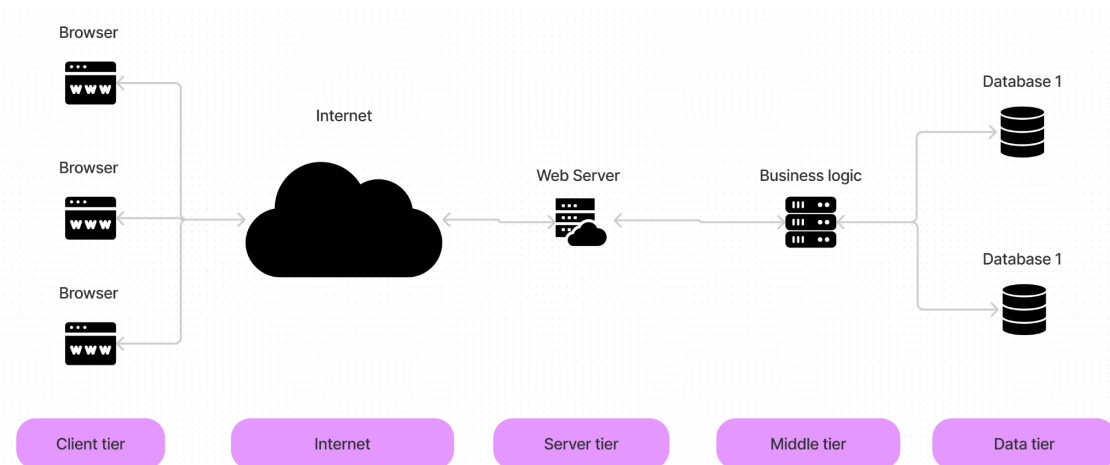 Browser
www
Browser
www
Browser
www
Internet
Web Server
Business logic
Database 1
Database 1
Client tier
Internet
Server tier
Middle tier
Data tier